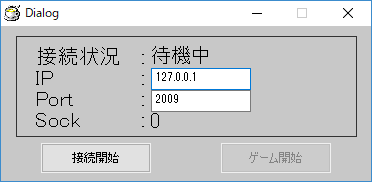 Dialog
接続状況 :待機中
IP : 127.0.0.1
Port : 2009
Sock :0
接続開始 ゲーム開始